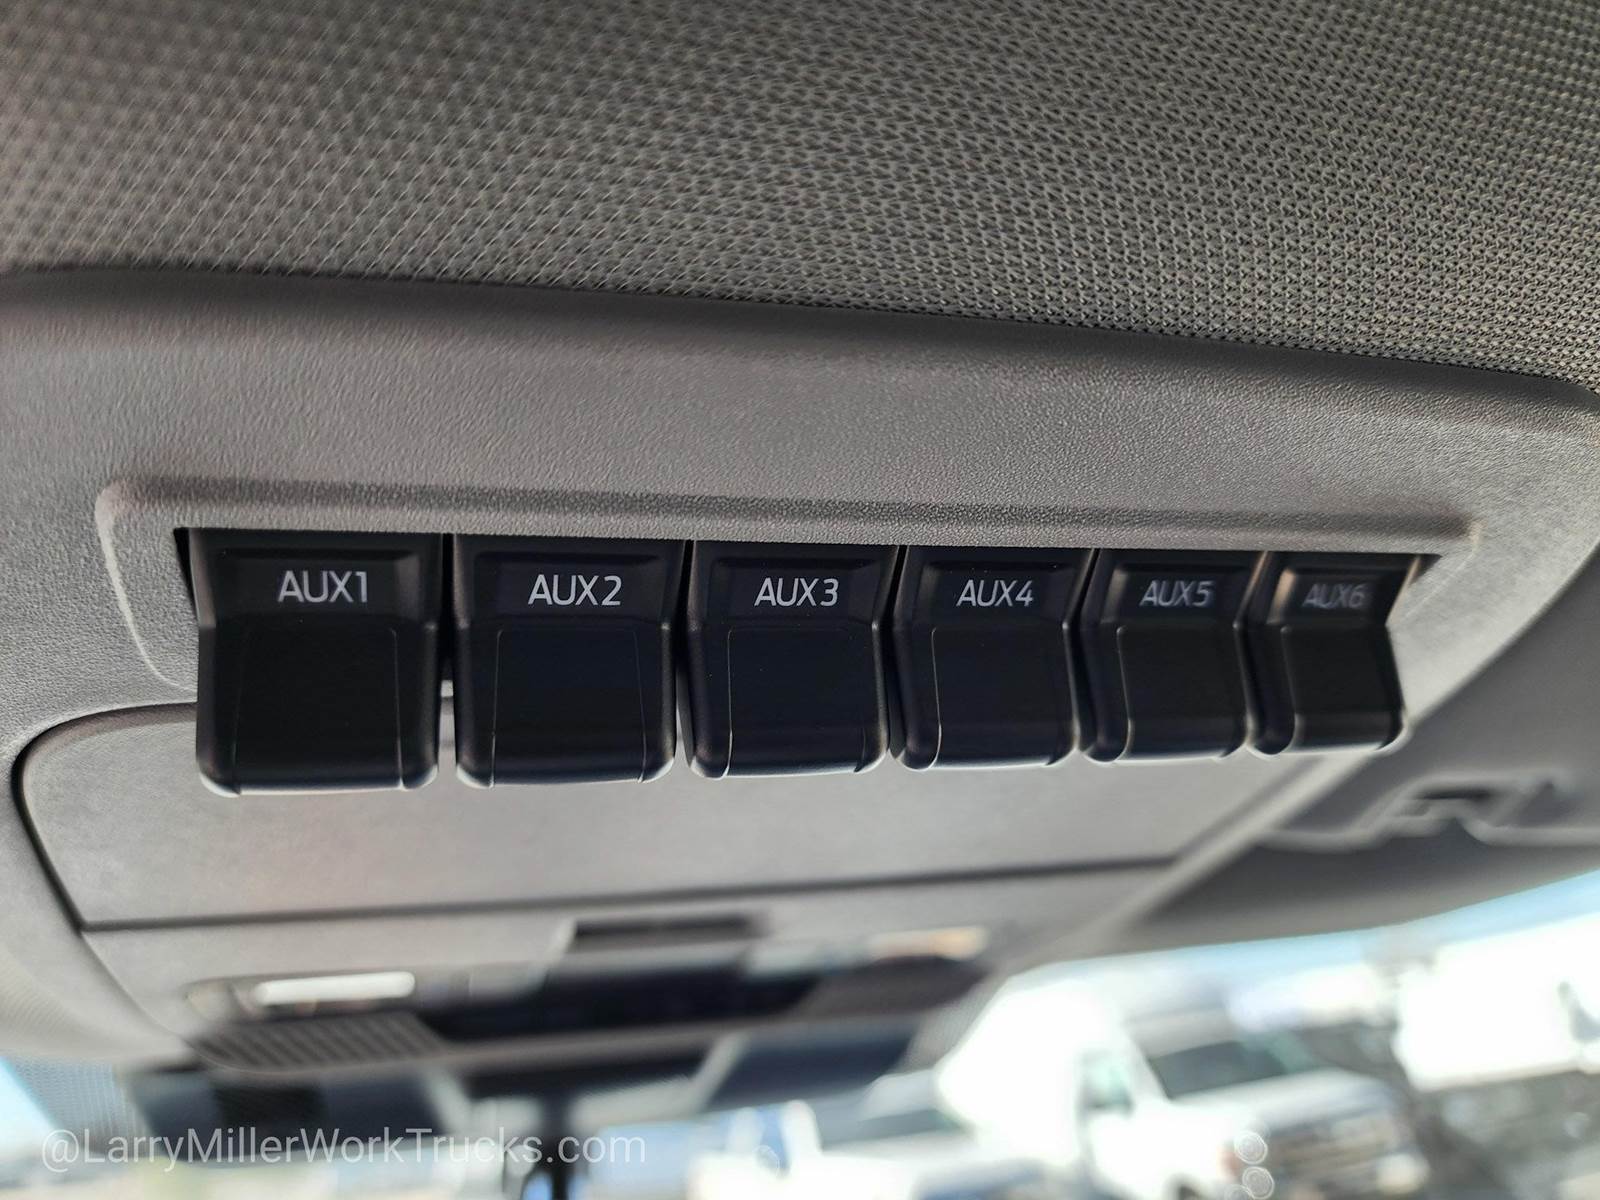 AUX1 AUX2 AUX3 AUX4 AUX5 AUX6
@LarryMillerWorkTrucks.com